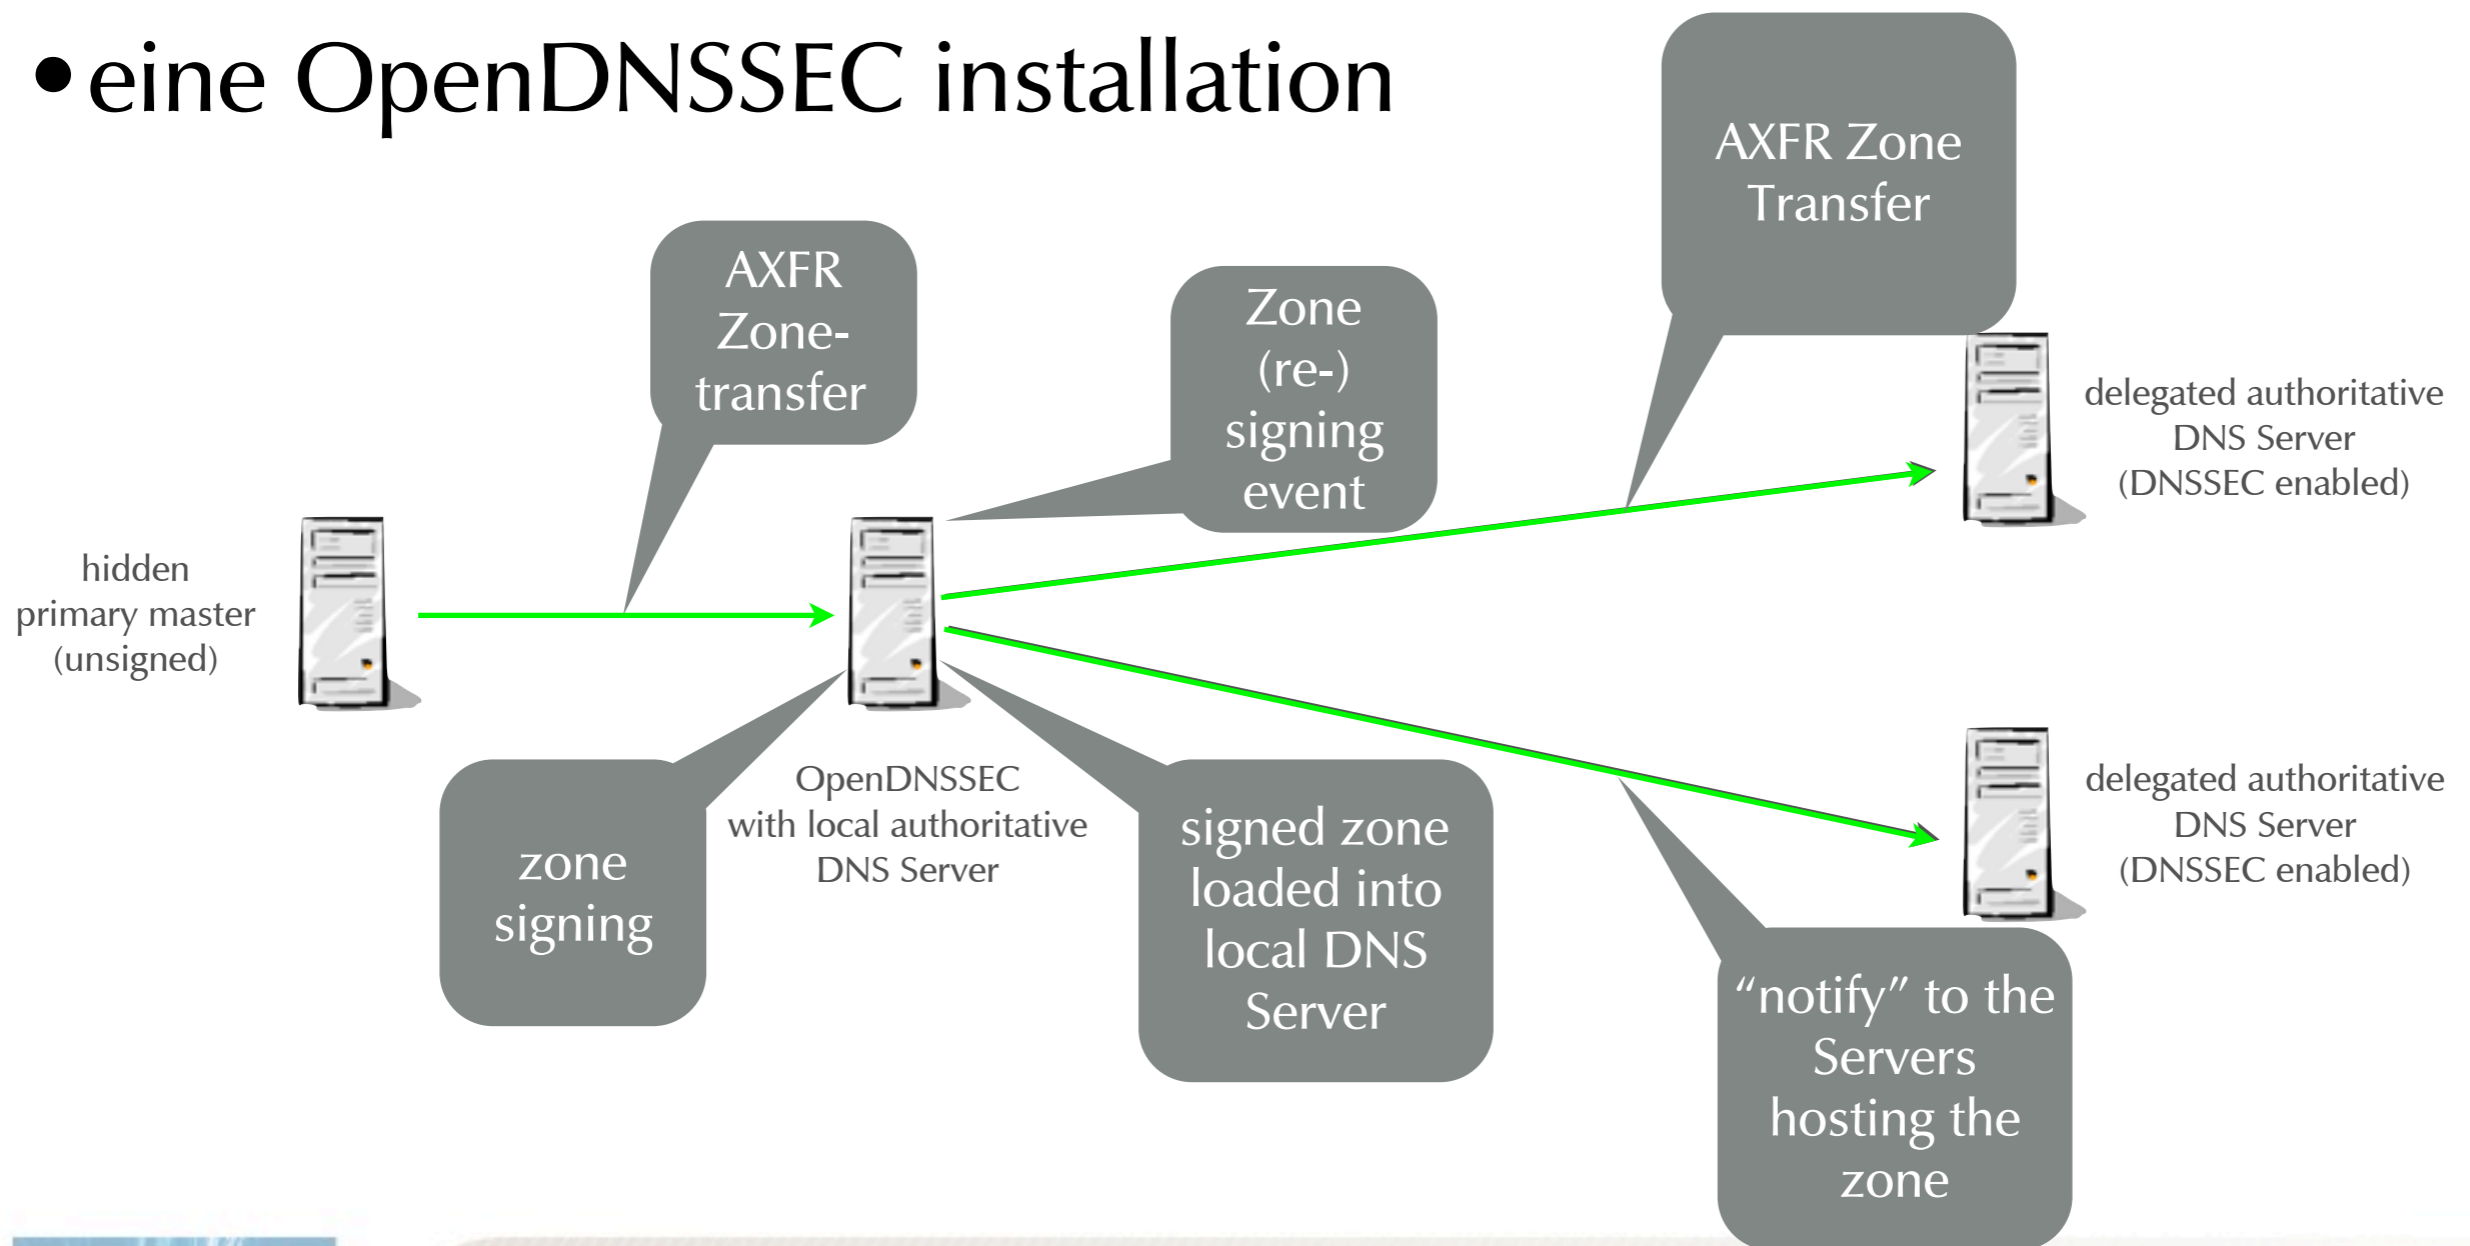 •eine OpenDNSSEC installation
AXFR Zone
Transfer
AXFR
Zone-
transfer
Zone
(re-)
signing
event
delegated authoritative
DNS Server
(DNSSEC enabled)
hidden
primary master
(unsigned)
OpenDNSSEC
with local authoritative
DNS Server
zone
signing
signed zone
loaded into
local DNS
Server
delegated authoritative
DNS Server
(DNSSEC enabled)
“notify” to the
Servers
hosting the
zone